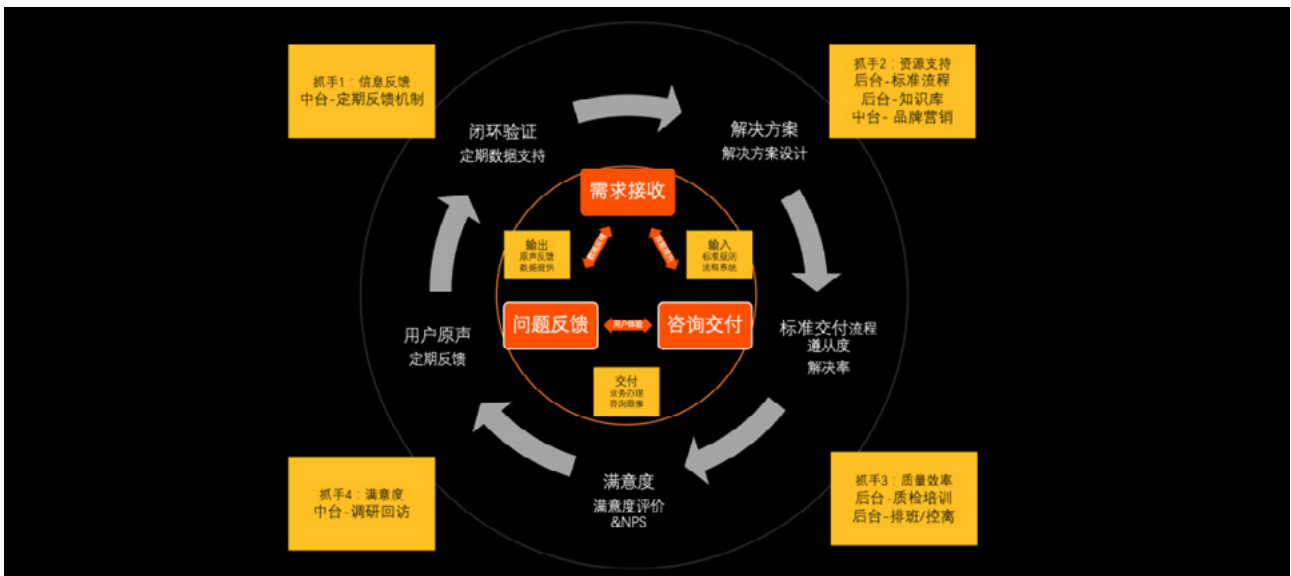 抓手1：信息反馈
中台-定期反馈机制
抓手2：资源支持
后台-标准流程
后台-知识库
中台- 品牌营销
闭环验证
定期数据支持
解决方案
解决方案设计
需求接收
输出
原声反馈
数据提供
输入
标准规则
流程系统
问题反馈
用户体验
咨询交付
用户原声
定期反馈
标准交付流程
遵从度
解决率
交付
业务办理
咨询跟催
满意度
满意度评价
&NPS
抓手4：满意度
中台-调研回访
抓手3：质量效率
后台-质检培训
后台-排班/控离